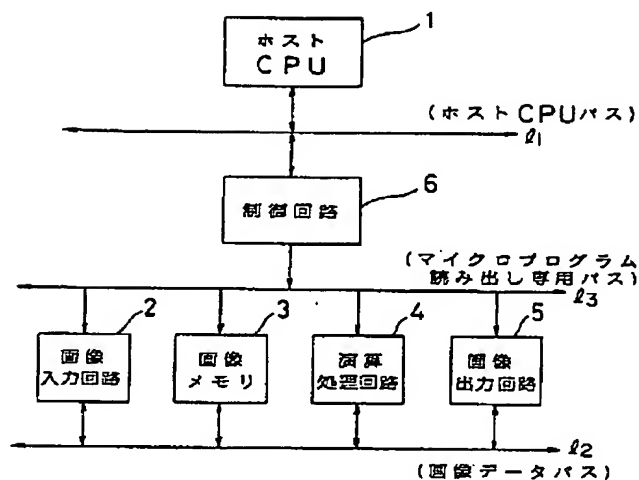 1
ホスト
CPU
(ホストCPUバス)
ℓ1
6
制御回路
(マイクロプログラム
読み出し専用バス)
ℓ3
2
画像
入力回路
3
画像
メモリ
4
演算
処理回路
5
画像
出力回路
ℓ2
(画像データバス)